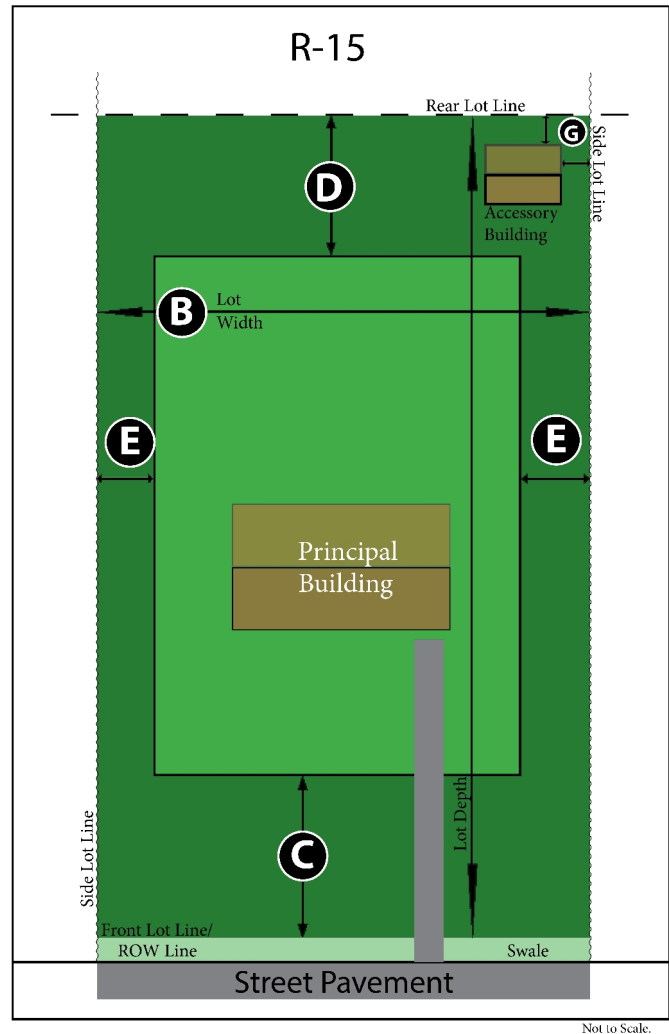 R-15
Rear Lot Line
G
Side Lot Line
D
Accessory
Building
B
Lot
Width
E
E
Principal
Building
Lot Depth
C
Side Lot Line
Front Lot Line/
ROW Line
Swale
Street Pavement
Not to Scale.